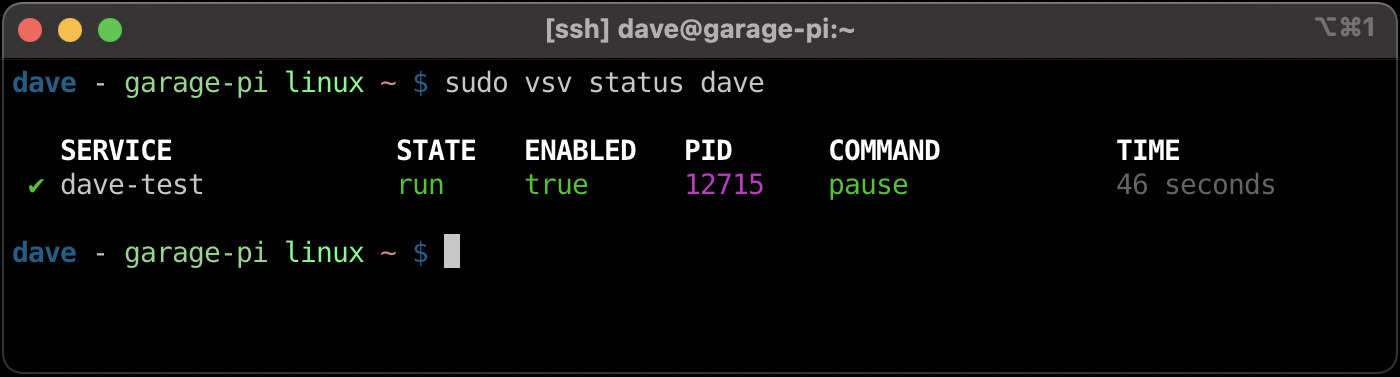 [ssh] dave@garage-pi:~ ⌥⌘1
dave - garage-pi linux ~ $ sudo vsv status dave
SERVICE STATE ENABLED PID COMMAND TIME
✔ dave-test run true 12715 pause 46 seconds
dave - garage-pi linux ~ $